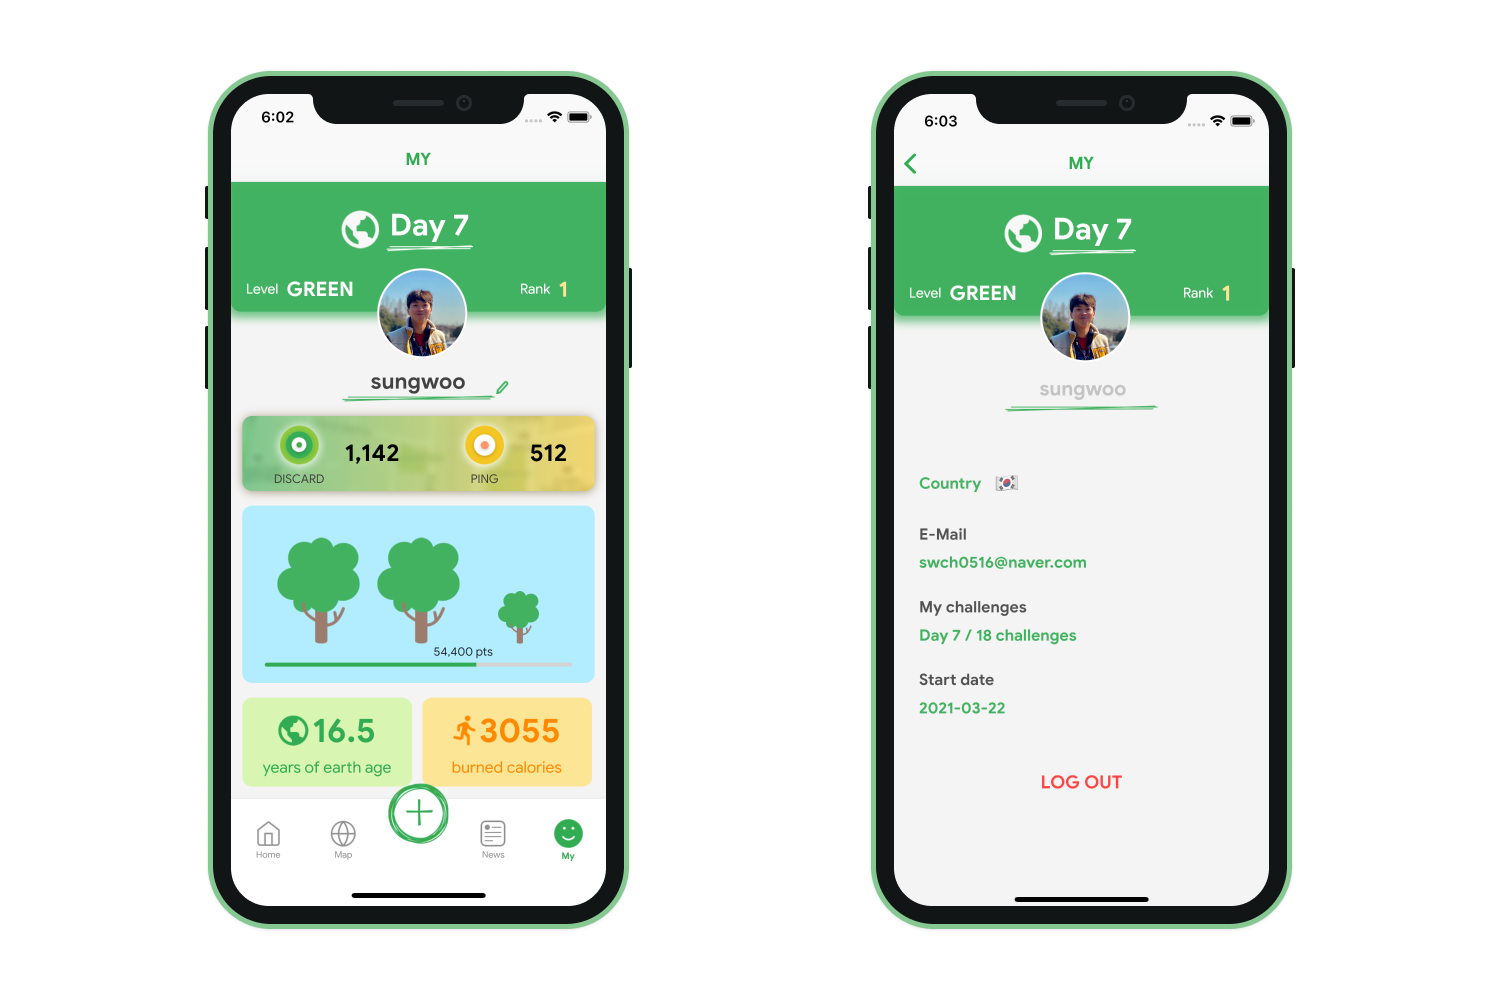 6:02
MY
Day 7
Level GREEN
Rank 1
sungwoo
1,142
512
DISCARD
PING
54,400 pts
16.5
years of earth age
3055
burned calories
Home
Map
News
My
6:03
MY
Day 7
Level GREEN
Rank 1
sungwoo
Country
E-Mail
swch0516@naver.com
My challenges
Day 7 / 18 challenges
Start date
2021-03-22
LOG OUT